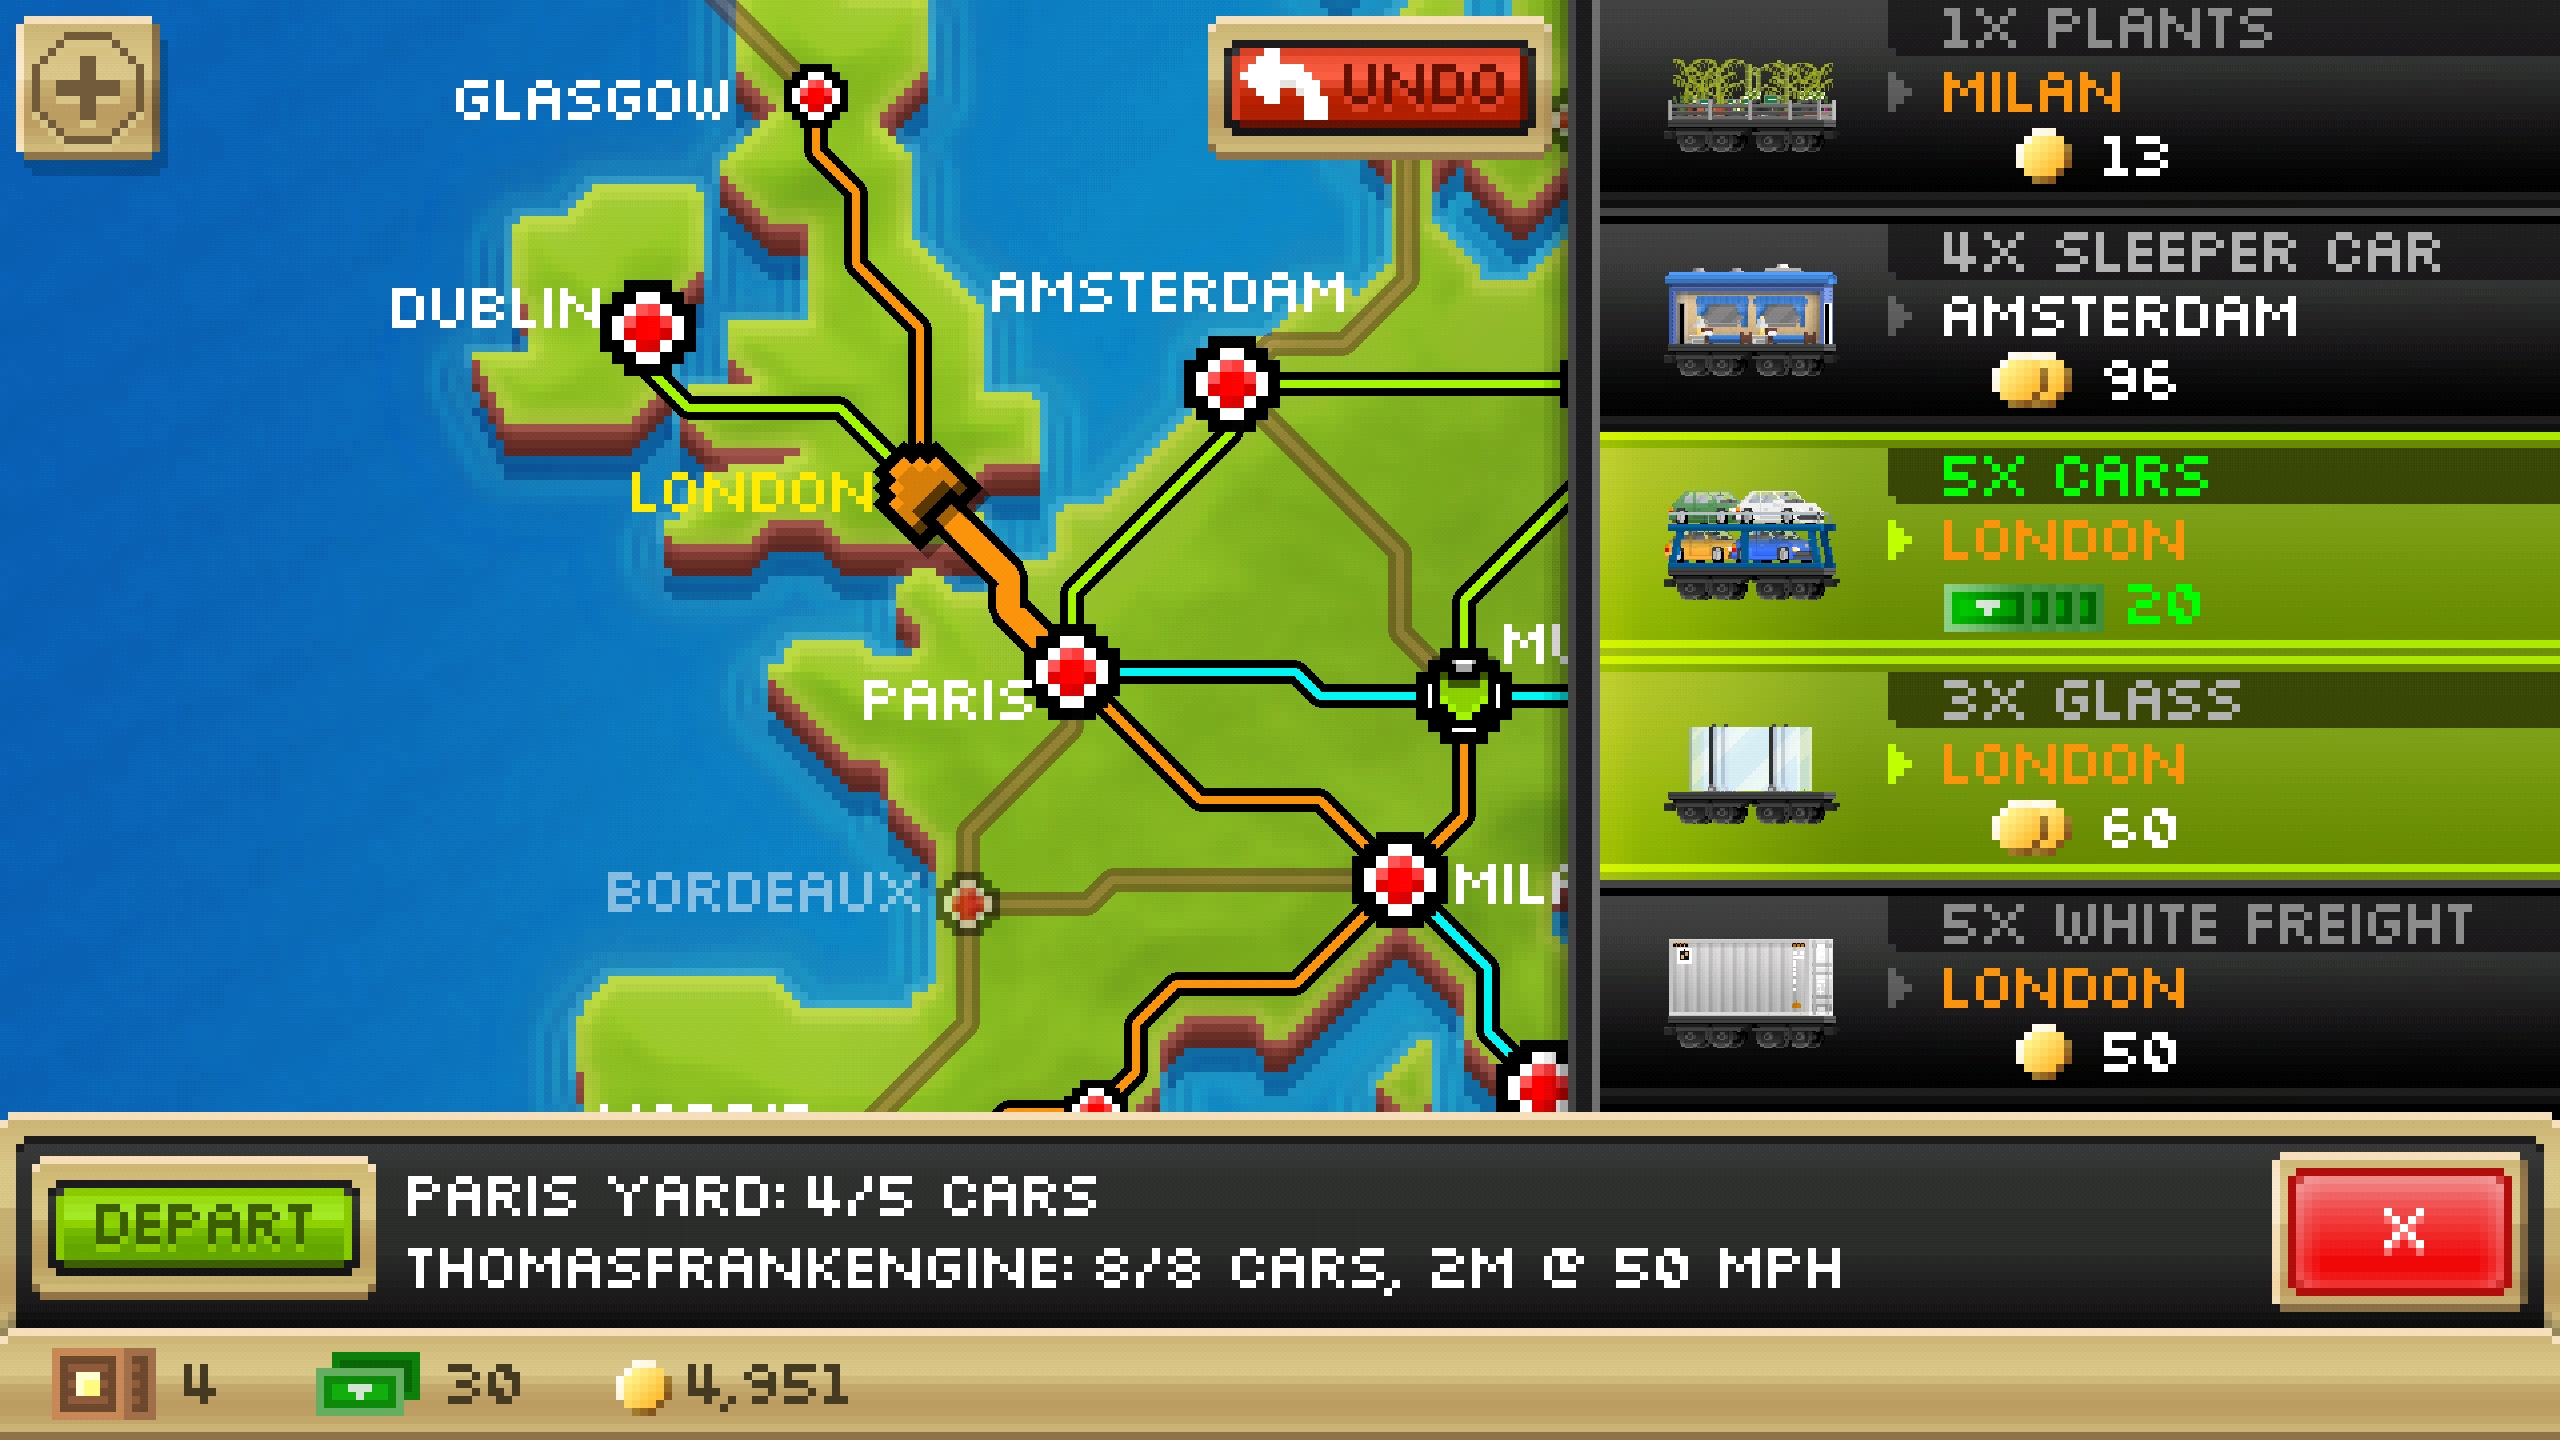 GLASGOW
UNDO
DUBLIN
AMSTERDAM
LONDON
PARIS
BORDEAUX
1X PLANTS
MILAN
13
4X SLEEPER CAR
AMSTERDAM
96
5X CARS
LONDON
20
3X GLASS
LONDON
60
5X WHITE FREIGHT
LONDON
50
DEPART
PARIS YARD: 4/5 CARS
THOMASFRANKENGINE: 8/8 CARS, 2M @ 50 MPH
X
4
30
4,951